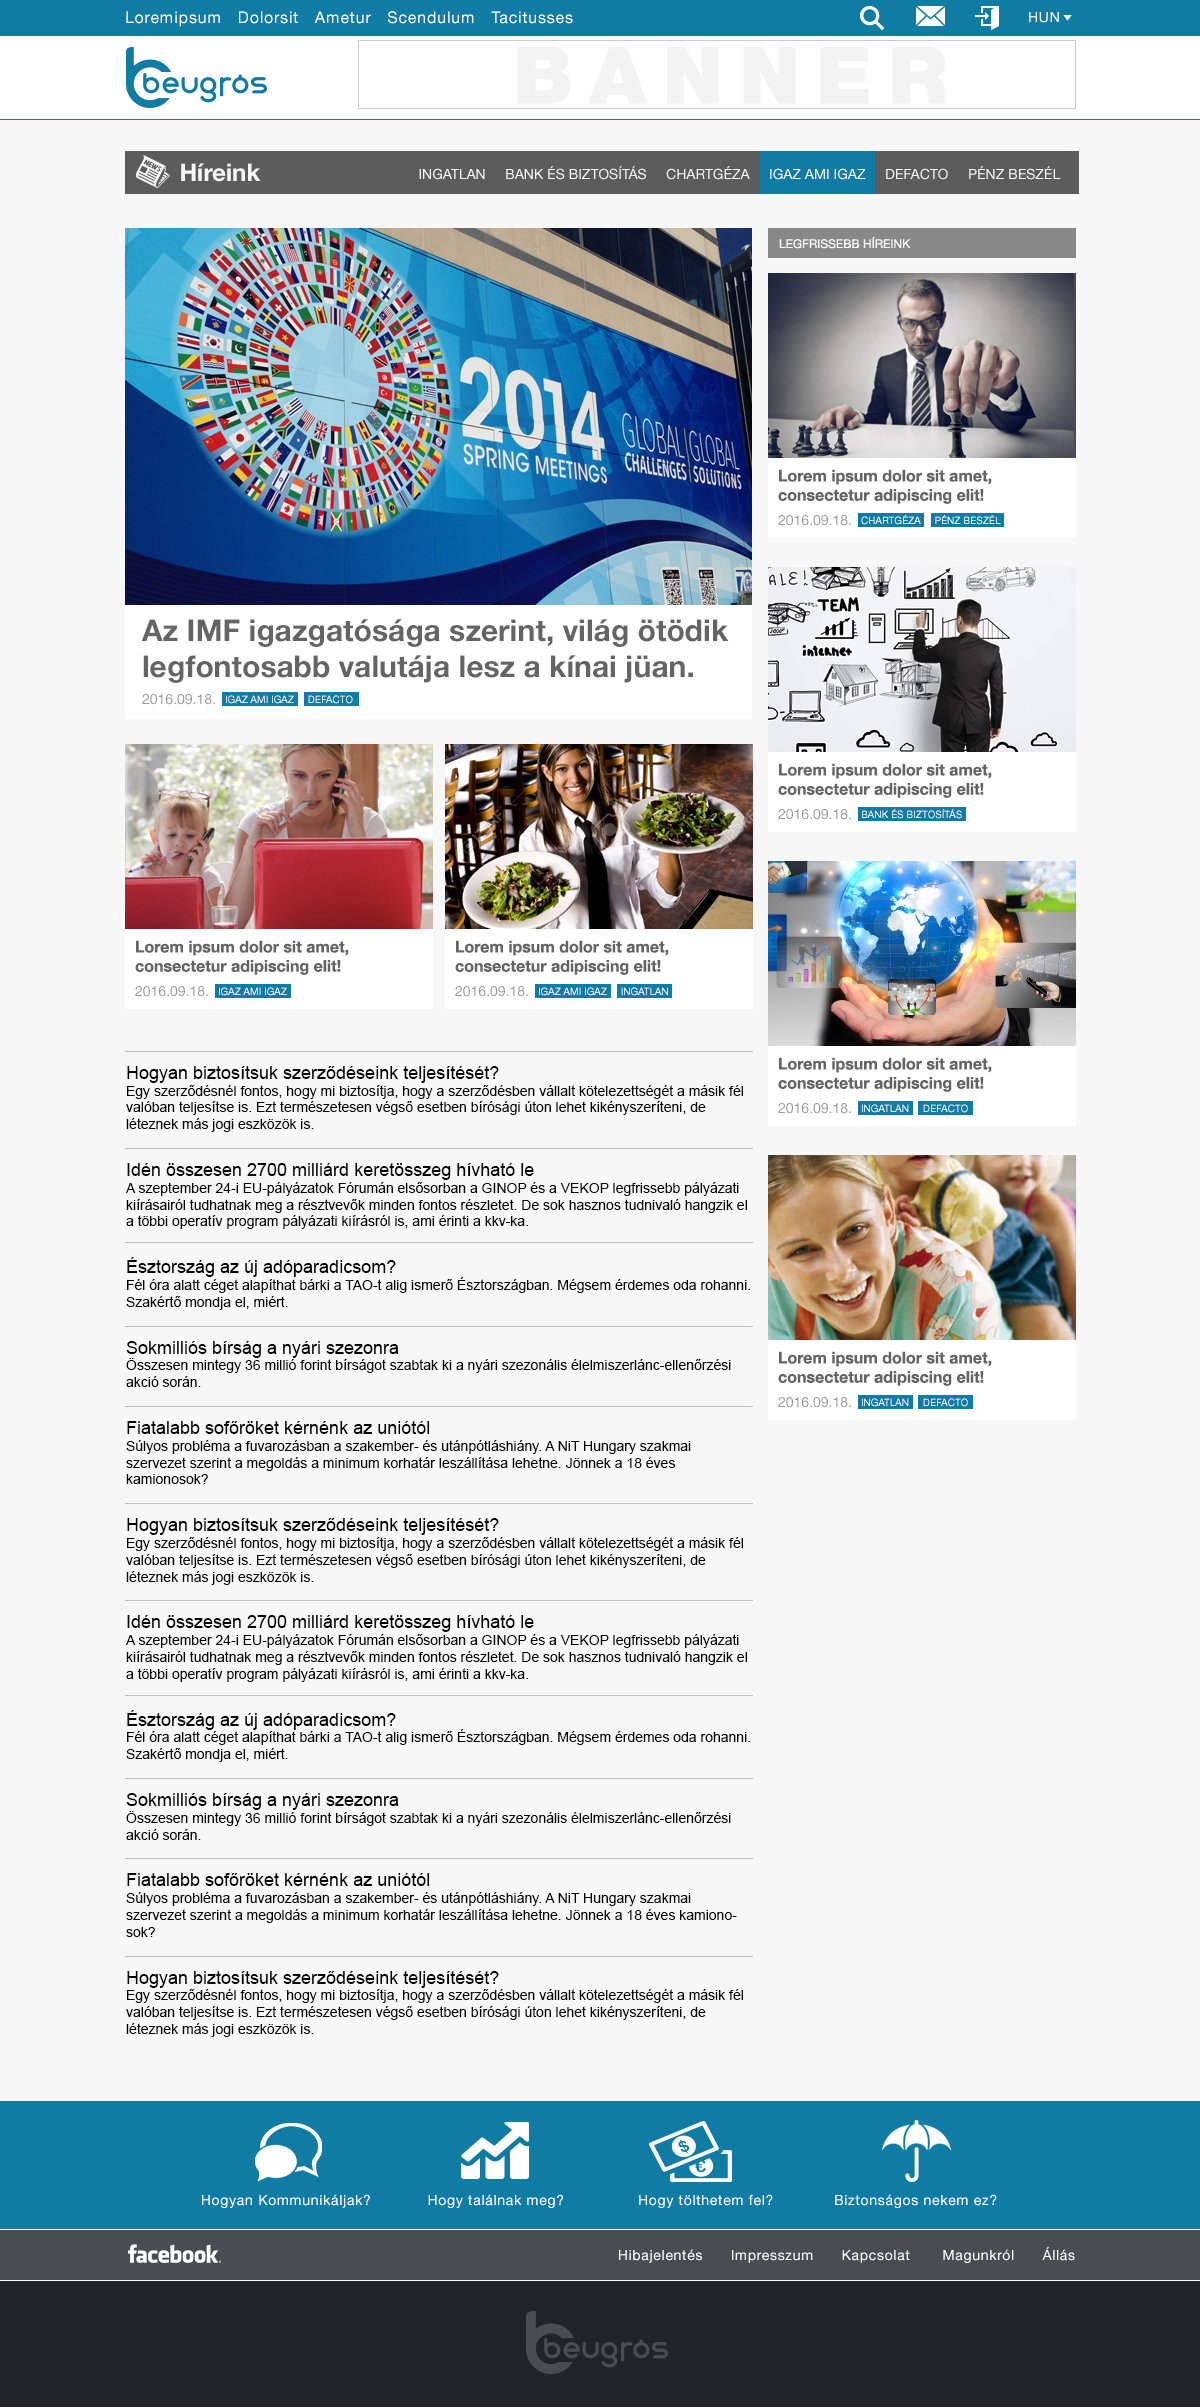 Loremipsum Dolorsit Ametur Scendulum Tacitusses HUN
beugrós
BANNER
NEWS
Híreink INGATLAN BANK ÉS BIZTOSÍTÁS CHARTGÉZA IGAZ AMI IGAZ DEFACTO PÉNZ BESZÉL
2014
SPRING MEETINGS
GLOBAL GLOBAL
CHALLENGES SOLUTIONS
Az IMF igazgatósága szerint, világ ötödik
legfontosabb valutája lesz a kínai jüan.
2016.09.18. IGAZ AMI IGAZ DEFACTO
Lorem ipsum dolor sit amet,
consectetur adipiscing elit!
2016.09.18. IGAZ AMI IGAZ
Lorem ipsum dolor sit amet,
consectetur adipiscing elit!
2016.09.18. IGAZ AMI IGAZ INGATLAN
Hogyan biztosítsuk szerződéseink teljesítését?
Egy szerződésnél fontos, hogy mi biztosítja, hogy a szerződésben vállalt kötelezettségét a másik fél
valóban teljesítse is. Ezt természetesen végső esetben bírósági úton lehet kikényszeríteni, de
léteznek más jogi eszközök is.
Idén összesen 2700 milliárd keretösszeg hívható le
A szeptember 24-i EU-pályázatok Fórumán elsősorban a GINOP és a VEKOP legfrissebb pályázati
kiírásairól tudhatnak meg a résztvevők minden fontos részletet. De sok hasznos tudnivaló hangzik el
a többi operatív program pályázati kiírásról is, ami érinti a kkv-ka.
Észtország az új adóparadicsom?
Fél óra alatt céget alapíthat bárki a TAO-t alig ismerő Észtországban. Mégsem érdemes oda rohanni.
Szakértő mondja el, miért.
Sokmilliós bírság a nyári szezonra
Összesen mintegy 36 millió forint bírságot szabtak ki a nyári szezonális élelmiszerlánc-ellenőrzési
akció során.
Fiatalabb sofőröket kérnénk az uniótól
Súlyos probléma a fuvarozásban a szakember- és utánpótláshiány. A NiT Hungary szakmai
szervezet szerint a megoldás a minimum korhatár leszállítása lehetne. Jönnek a 18 éves
kamionosok?
Hogyan biztosítsuk szerződéseink teljesítését?
Egy szerződésnél fontos, hogy mi biztosítja, hogy a szerződésben vállalt kötelezettségét a másik fél
valóban teljesítse is. Ezt természetesen végső esetben bírósági úton lehet kikényszeríteni, de
léteznek más jogi eszközök is.
Idén összesen 2700 milliárd keretösszeg hívható le
A szeptember 24-i EU-pályázatok Fórumán elsősorban a GINOP és a VEKOP legfrissebb pályázati
kiírásairól tudhatnak meg a résztvevők minden fontos részletet. De sok hasznos tudnivaló hangzik el
a többi operatív program pályázati kiírásról is, ami érinti a kkv-ka.
Észtország az új adóparadicsom?
Fél óra alatt céget alapíthat bárki a TAO-t alig ismerő Észtországban. Mégsem érdemes oda rohanni.
Szakértő mondja el, miért.
Sokmilliós bírság a nyári szezonra
Összesen mintegy 36 millió forint bírságot szabtak ki a nyári szezonális élelmiszerlánc-ellenőrzési
akció során.
Fiatalabb sofőröket kérnénk az uniótól
Súlyos probléma a fuvarozásban a szakember- és utánpótláshiány. A NiT Hungary szakmai
szervezet szerint a megoldás a minimum korhatár leszállítása lehetne. Jönnek a 18 éves kamiono-
sok?
Hogyan biztosítsuk szerződéseink teljesítését?
Egy szerződésnél fontos, hogy mi biztosítja, hogy a szerződésben vállalt kötelezettségét a másik fél
valóban teljesítse is. Ezt természetesen végső esetben bírósági úton lehet kikényszeríteni, de
léteznek más jogi eszközök is.
LEGFRISSEBB HÍREINK
Lorem ipsum dolor sit amet,
consectetur adipiscing elit!
2016.09.18. CHARTGÉZA PÉNZ BESZÉL
ALE!
TEAM
internet
Lorem ipsum dolor sit amet,
consectetur adipiscing elit!
2016.09.18. BANK ÉS BIZTOSÍTÁS
Lorem ipsum dolor sit amet,
consectetur adipiscing elit!
2016.09.18. INGATLAN DEFACTO
Lorem ipsum dolor sit amet,
consectetur adipiscing elit!
2016.09.18. INGATLAN DEFACTO
Hogyan Kommunikáljak? Hogy találnak meg? Hogy tölthetem fel? Biztonságos nekem ez?
facebook. Hibajelentés Impresszum Kapcsolat Magunkról Állás
beugrós